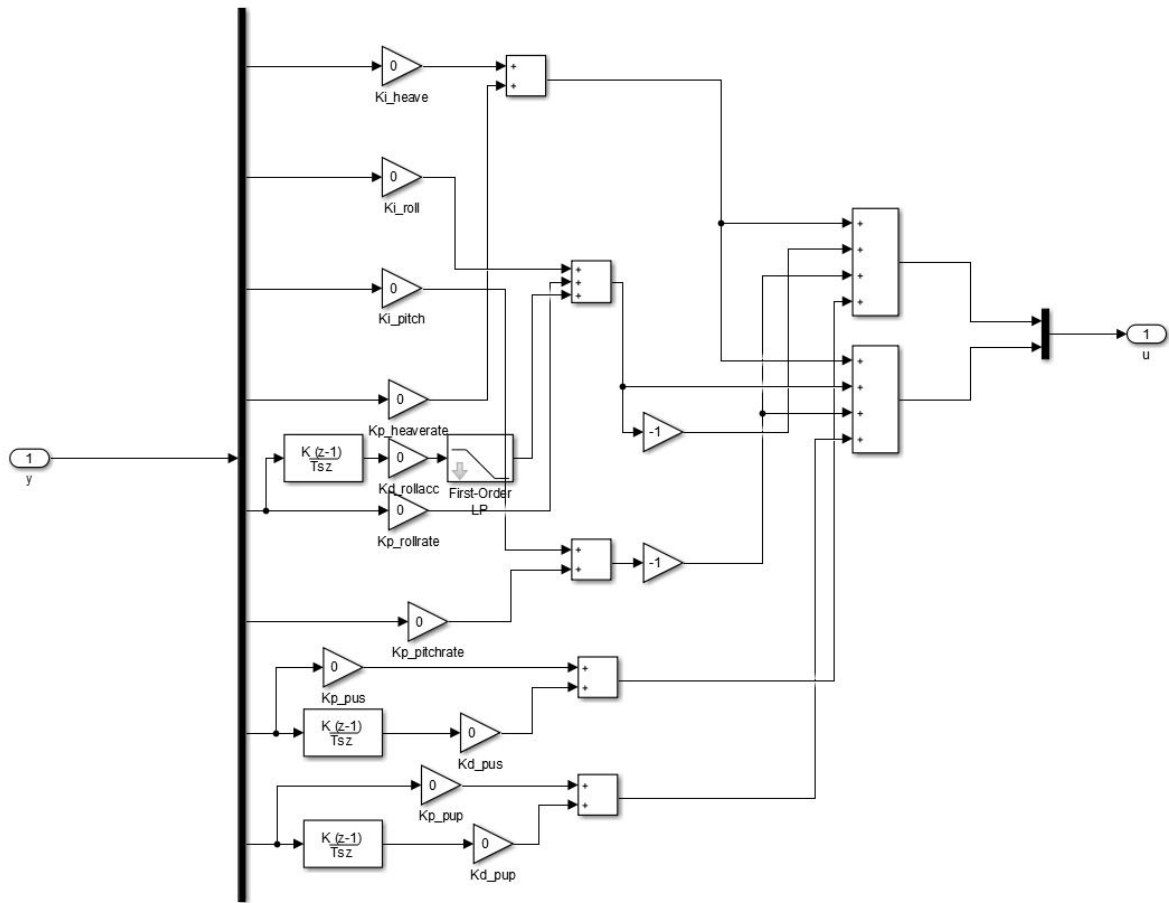 0
+
+
Ki_heave
0
Ki_roll
+
+
+
+
+
+
+
0
Ki_pitch
1
u
+
+
+
+
0
Kp_heaverate
-1
K (z-1)
Tsz
0
Kd_rollacc
First-Order
LP
1
y
0
Kp_rollrate
+
+
-1
0
Kp_pitchrate
0
Kp_pus
+
+
K (z-1)
Tsz
0
Kd_pus
0
Kp_pup
+
+
K (z-1)
Tsz
0
Kd_pup